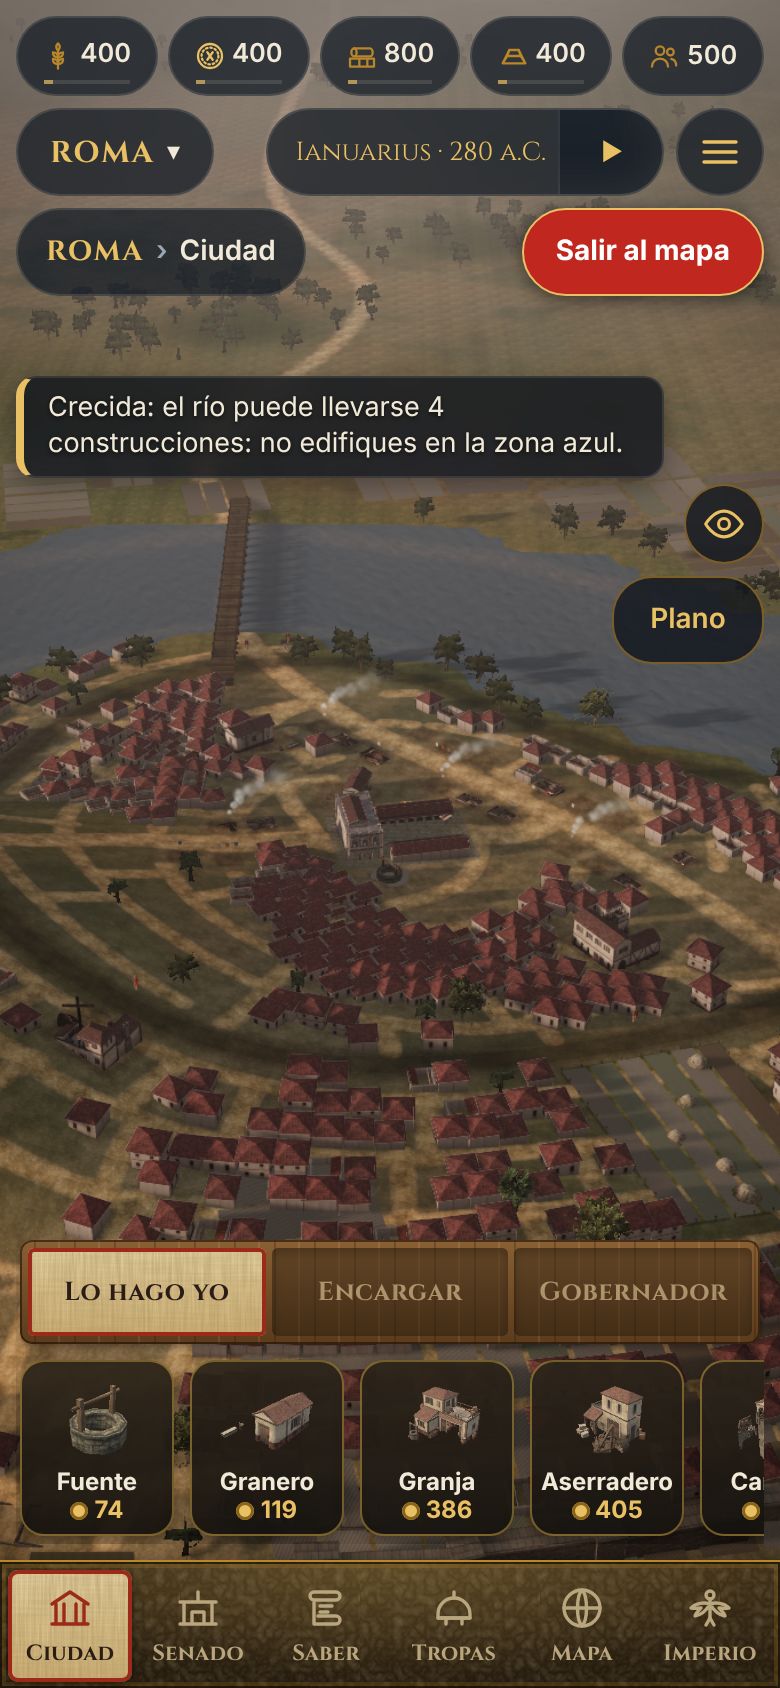 400
400
800
400
500
ROMA ▾
IANUARIUS · 280 A.C.
ROMA › Ciudad
Salir al mapa
Crecida: el río puede llevarse 4
construcciones: no edifiques en la zona azul.
Plano
LO HAGO YO
ENCARGAR
GOBERNADOR
Fuente
74
Granero
119
Granja
386
Aserradero
405
CIUDAD
SENADO
SABER
TROPAS
MAPA
IMPERIO